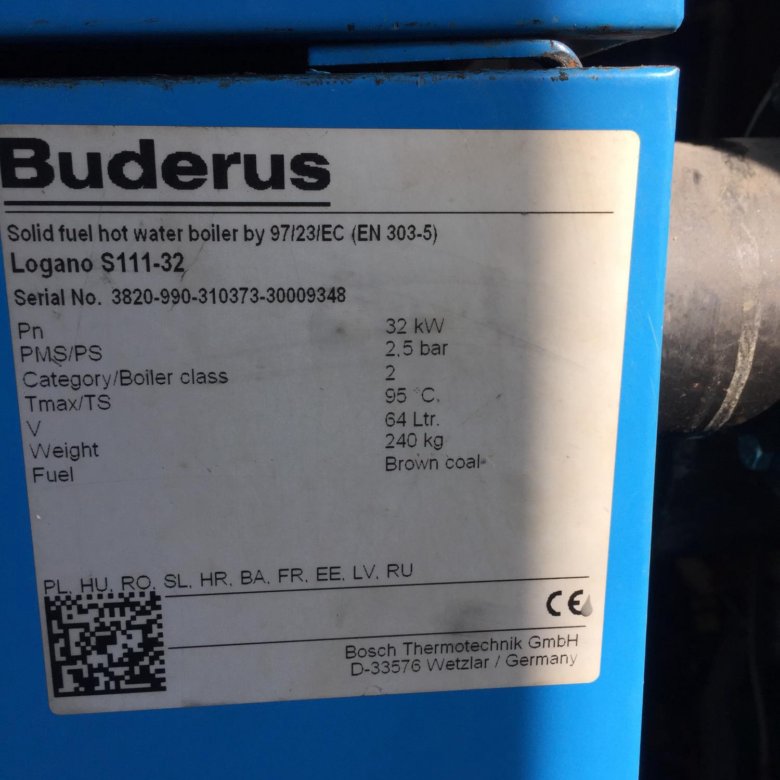 Buderus
Solid fuel hot water boiler by 97/23/EC (EN 303-5)
Logano S111-32
Serial No. 3820-990-310373-30009348
Pn 32 kW
PMS/PS 2,5 bar
Category/Boiler class 2
Tmax/TS 95 °C,
V 64 Ltr.
Weight 240 kg
Fuel Brown coal
PL, HU, RO, SL, HR, BA, FR, EE, LV, RU
CE
Bosch Thermotechnik GmbH
D-33576 Wetzlar / Germany